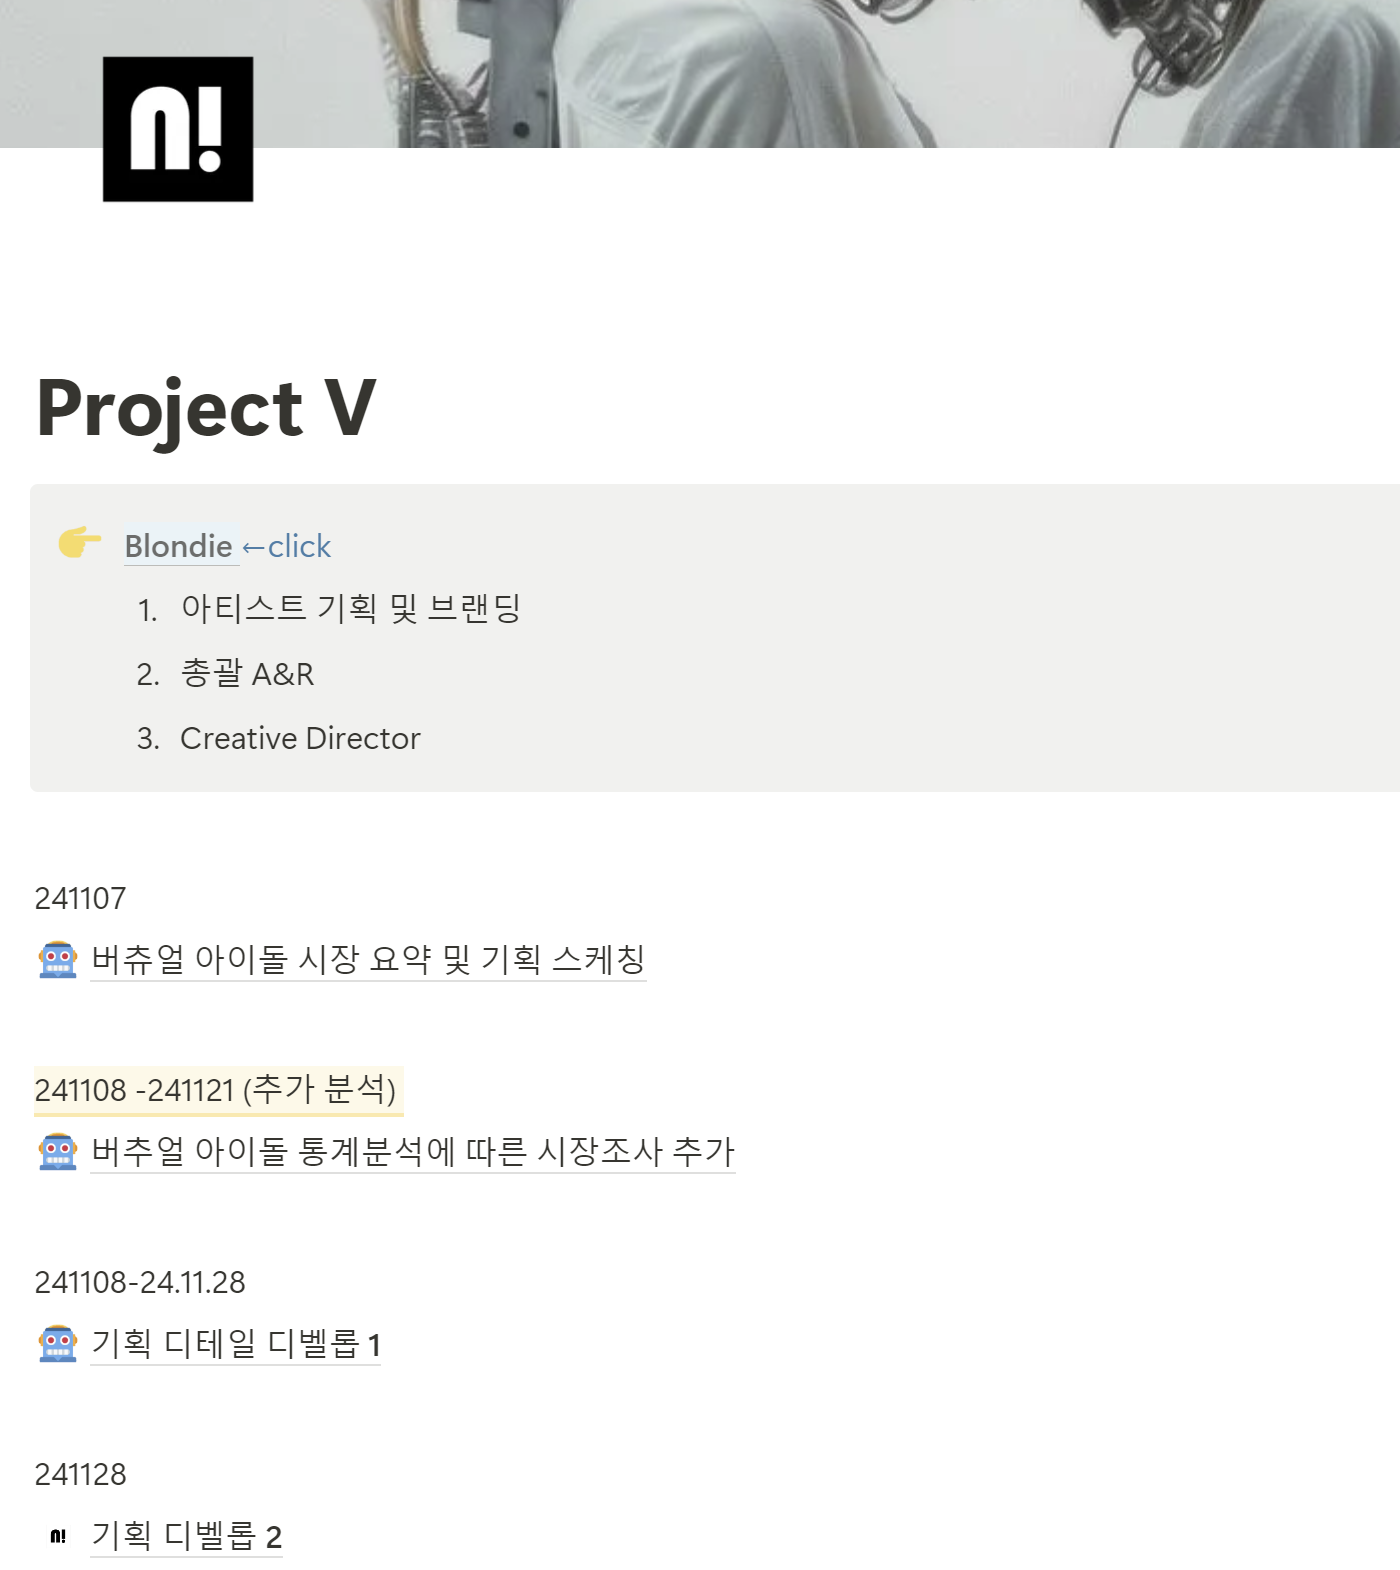 n!
Project V
Blondie ←click
1. 아티스트 기획 및 브랜딩
2. 총괄 A&R
3. Creative Director
241107
버츄얼 아이돌 시장 요약 및 기획 스케칭
241108 -241121 (추가 분석)
버추얼 아이돌 통계분석에 따른 시장조사 추가
241108-24.11.28
기획 디테일 디벨롭 1
241128
n! 기획 디벨롭 2